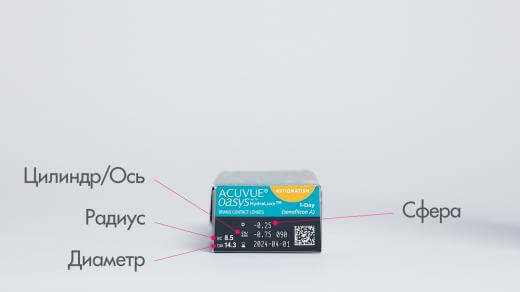 Цилиндр/Ось
Радиус
Диаметр
Сфера
ACUVUE®
OASYS HydraLuxe™
ASTIGMATISM
1-Day
BRAND CONTACT LENSES
(senofilcon A)
-0.25
-0.75 090
BC 8.5
DIA 14.3
2024-04-01